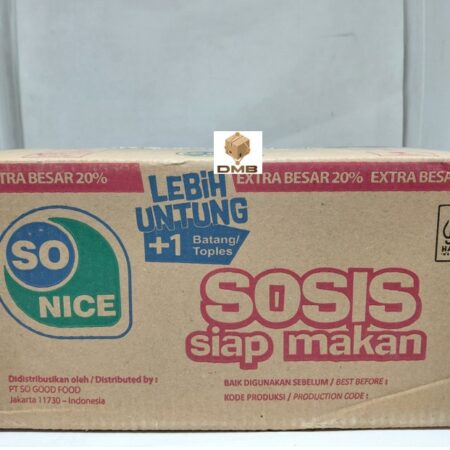 DMB
TRA BESAR 20%
EXTRA BESAR 20%
EXTRA BESAR
LEBIH
UNTUNG
+1 Batang/
Toples
SO
NICE
SOSIS
siap makan
Didistribusikan oleh / Distributed by :
PT SO GOOD FOOD
Jakarta 11730 – Indonesia
BAIK DIGUNAKAN SEBELUM / BEST BEFORE :
KODE PRODUKSI / PRODUCTION CODE :